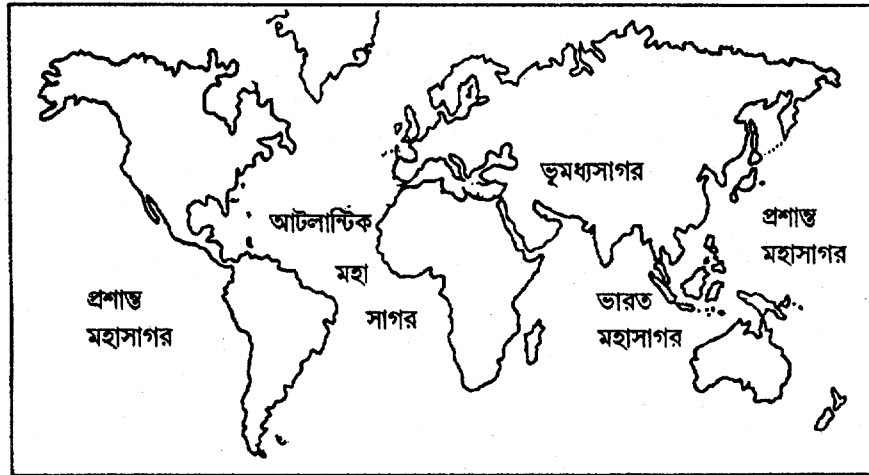 ভূমধ্যসাগর
আটলান্টিক
মহা
সাগর
প্রশান্ত
মহাসাগর
প্রশান্ত
মহাসাগর
ভারত
মহাসাগর